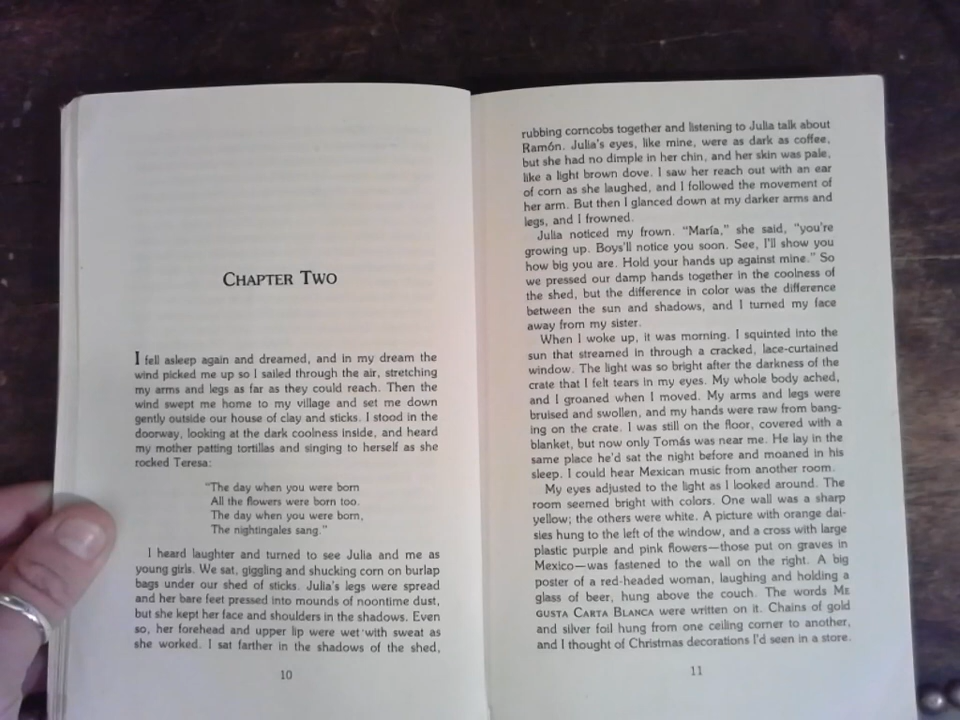 CHAPTER TWO
I fell asleep again and dreamed, and in my dream the
wind picked me up so I sailed through the air, stretching
my arms and legs as far as they could reach. Then the
wind swept me home to my village and set me down
gently outside our house of clay and sticks. I stood in the
doorway, looking at the dark coolness inside, and heard
my mother patting tortillas and singing to herself as she
rocked Teresa:
"The day when you were born
All the flowers were born too.
The day when you were born,
The nightingales sang."
I heard laughter and turned to see Julia and me as
young girls. We sat, giggling and shucking corn on burlap
bags under our shed of sticks. Julia's legs were spread
and her bare feet pressed into mounds of noontime dust,
but she kept her face and shoulders in the shadows. Even
so, her forehead and upper lip were wet with sweat as
she worked. I sat farther in the shadows of the shed,
10
rubbing corncobs together and listening to Julia talk about
Ramón. Julia's eyes, like mine, were as dark as coffee,
but she had no dimple in her chin, and her skin was pale,
like a light brown dove. I saw her reach out with an ear
of corn as she laughed, and I followed the movement of
her arm. But then I glanced down at my darker arms and
legs, and I frowned.
Julia noticed my frown. "María," she said, "you're
growing up. Boys'll notice you soon. See, I'll show you
how big you are. Hold your hands up against mine." So
we pressed our damp hands together in the coolness of
the shed, but the difference in color was the difference
between the sun and shadows, and I turned my face
away from my sister.
When I woke up, it was morning. I squinted into the
sun that streamed in through a cracked, lace-curtained
window. The light was so bright after the darkness of the
crate that I felt tears in my eyes. My whole body ached,
and I groaned when I moved. My arms and legs were
bruised and swollen, and my hands were raw from bang-
ing on the crate. I was still on the floor, covered with a
blanket, but now only Tomás was near me. He lay in the
same place he'd sat the night before and moaned in his
sleep. I could hear Mexican music from another room.
My eyes adjusted to the light as I looked around. The
room seemed bright with colors. One wall was a sharp
yellow; the others were white. A picture with orange dai-
sies hung to the left of the window, and a cross with large
plastic purple and pink flowers—those put on graves in
Mexico—was fastened to the wall on the right. A big
poster of a red-headed woman, laughing and holding a
glass of beer, hung above the couch. The words ME
GUSTA CARTA BLANCA were written on it. Chains of gold
and silver foil hung from one ceiling corner to another,
and I thought of Christmas decorations I'd seen in a store.
11